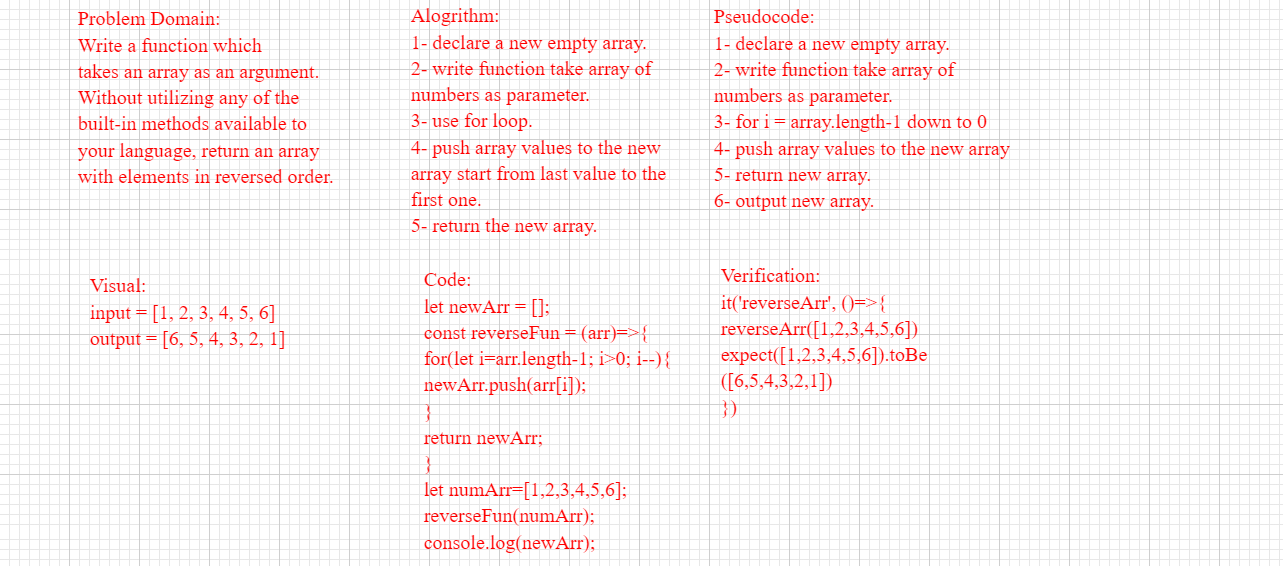 Problem Domain:
Write a function which
takes an array as an argument.
Without utilizing any of the
built-in methods available to
your language, return an array
with elements in reversed order.
Alogrithm:
1- declare a new empty array.
2- write function take array of
numbers as parameter.
3- use for loop.
4- push array values to the new
array start from last value to the
first one.
5- return the new array.
Pseudocode:
1- declare a new empty array.
2- write function take array of
numbers as parameter.
3- for i = array.length-1 down to 0
4- push array values to the new array
5- return new array.
6- output new array.
Visual:
input = [1, 2, 3, 4, 5, 6]
output = [6, 5, 4, 3, 2, 1]
Code:
let newArr = [];
const reverseFun = (arr)=>{
for(let i=arr.length-1; i>0; i--){
newArr.push(arr[i]);
}
return newArr;
}
let numArr=[1,2,3,4,5,6];
reverseFun(numArr);
console.log(newArr);
Verification:
it('reverseArr', ()=>{
reverseArr([1,2,3,4,5,6])
expect([1,2,3,4,5,6]).toBe
([6,5,4,3,2,1])
})